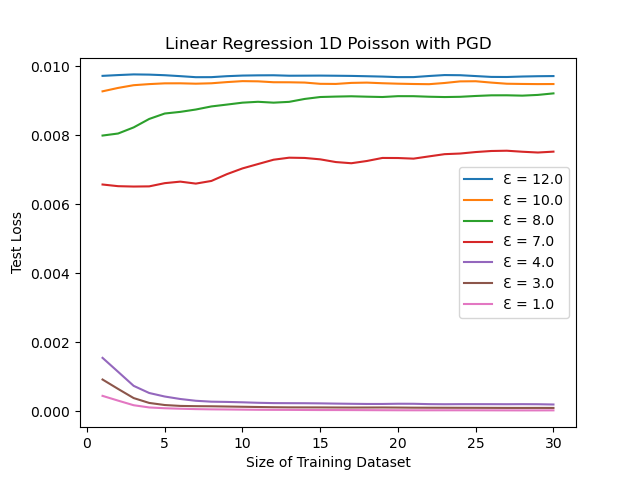 Linear Regression 1D Poisson with PGD
0.010
0.008
0.006
0.004
0.002
0.000
Test Loss
0
5
10
15
20
25
30
Size of Training Dataset
Ɛ = 12.0
Ɛ = 10.0
Ɛ = 8.0
Ɛ = 7.0
Ɛ = 4.0
Ɛ = 3.0
Ɛ = 1.0